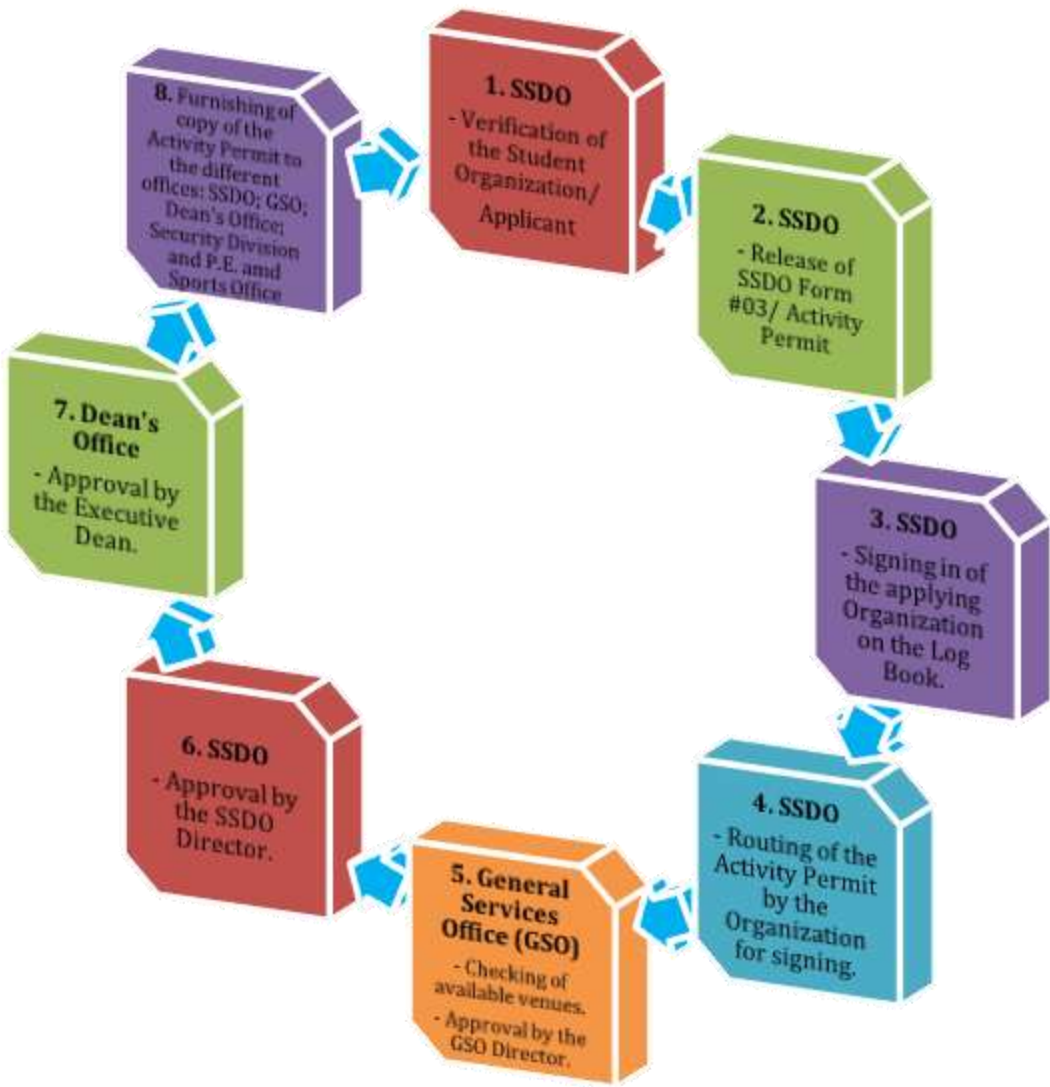 1. SSDO
- Verification of
the Student
Organization/
Applicant
2. SSDO
- Release of
SSDO Form
#03/ Activity
Permit
3. SSDO
- Signing in of
the applying
Organization
on the Log
Book.
4. SSDO
- Routing of the
Activity Permit
by the
Organization
for signing.
5. General
Services
Office (GSO)
- Checking of
available venues.
- Approval by the
GSO Director.
6. SSDO
- Approval by
the SSDO
Director.
7. Dean's
Office
- Approval by
the Executive
Dean.
8. Furnishing of
copy of the
Activity Permit to
the different
offices: SSDO; GSO;
Dean's Office;
Security Division
and P.E. amd
Sports Office